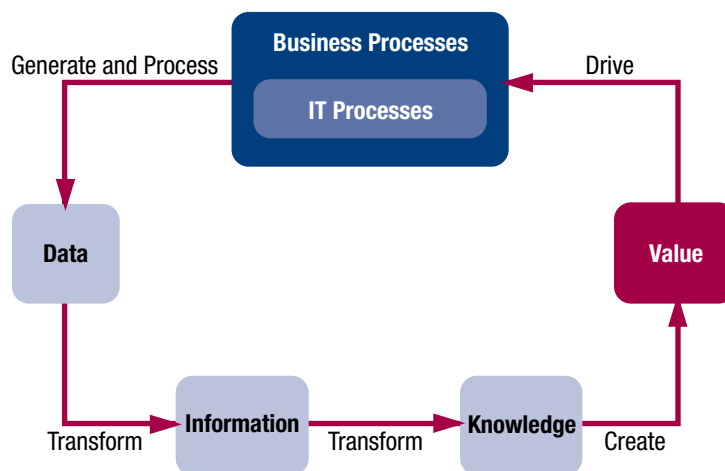 Business Processes
Generate and Process
Drive
IT Processes
Data
Value
Information
Knowledge
Transform
Transform
Create